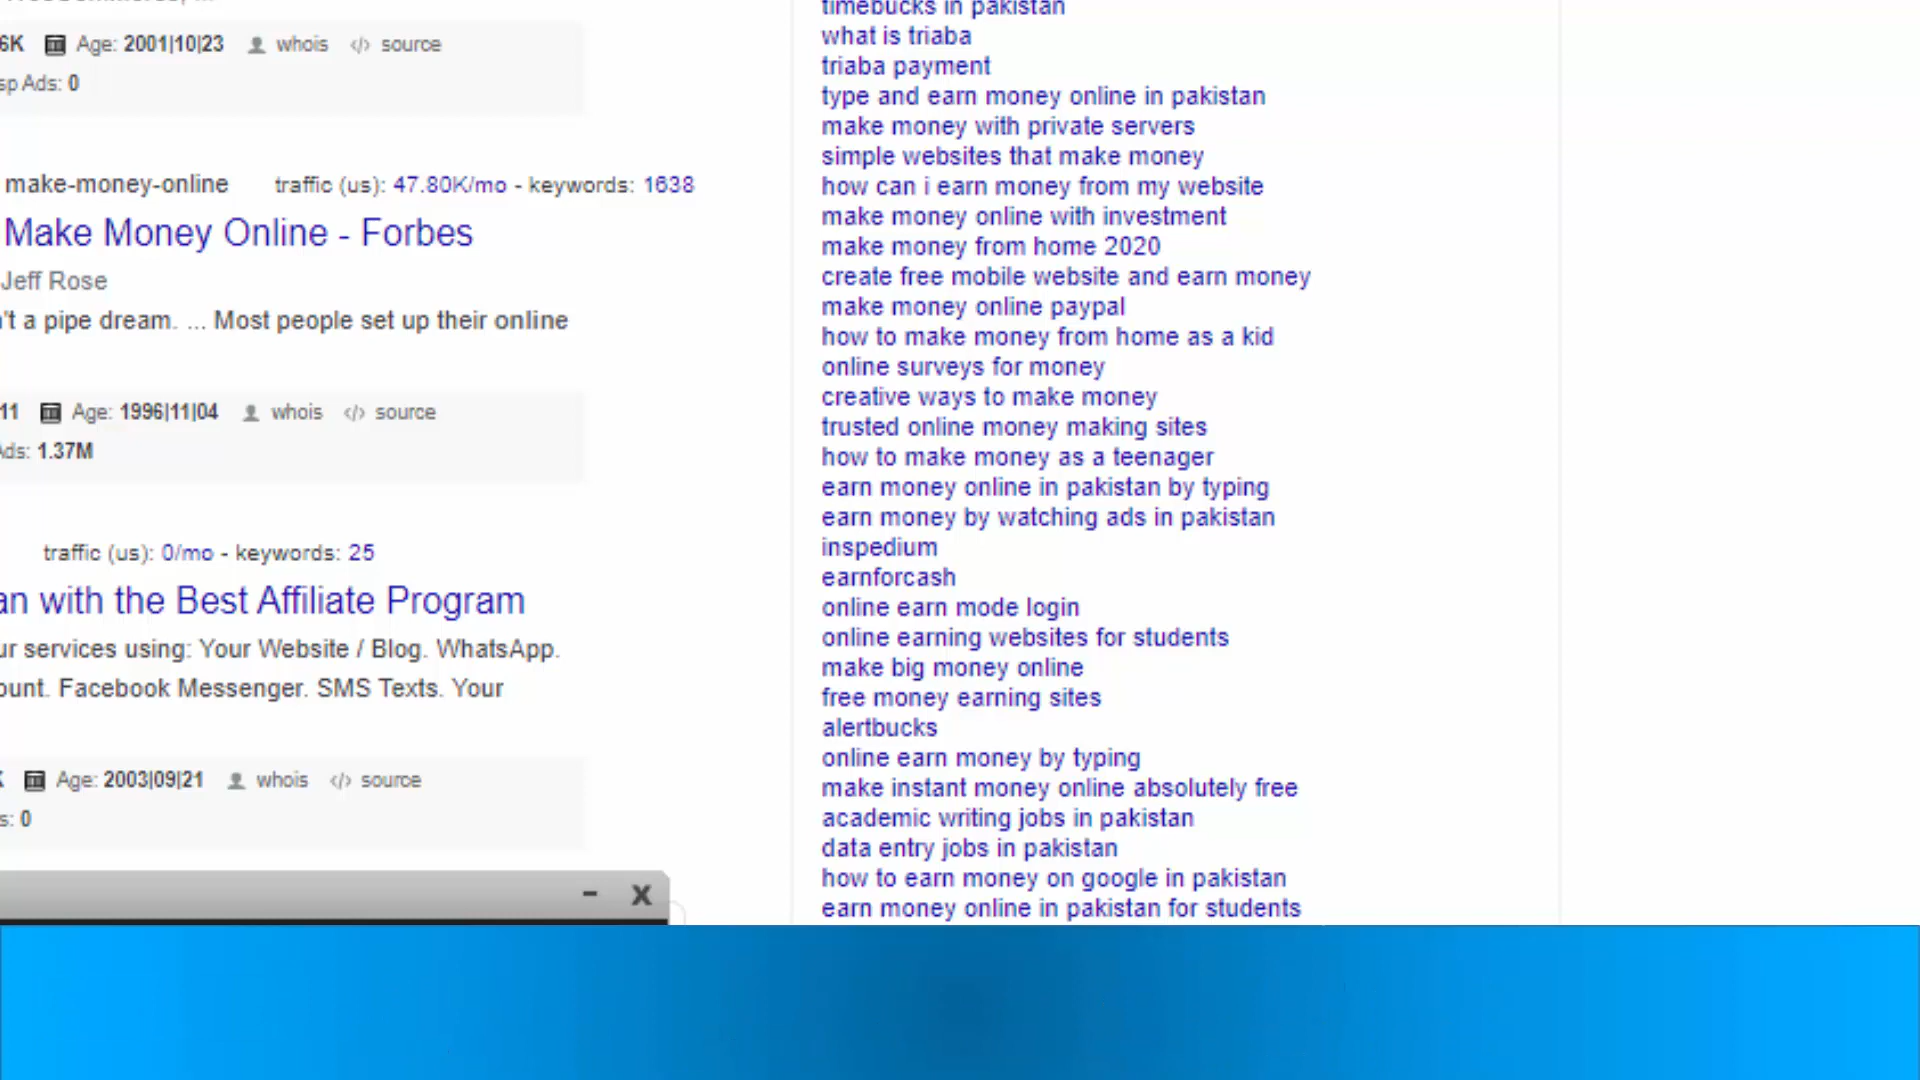 6K Age: 2001|10|23 whois source
sp Ads: 0
make-money-online traffic (us): 47.80K/mo - keywords: 1638
Make Money Online - Forbes
Jeff Rose
't a pipe dream. ... Most people set up their online
11 Age: 1996|11|04 whois source
Ads: 1.37M
traffic (us): 0/mo - keywords: 25
an with the Best Affiliate Program
ur services using: Your Website / Blog. WhatsApp.
ount. Facebook Messenger. SMS Texts. Your
K Age: 2003|09|21 whois source
s: 0
timebucks in pakistan
what is triaba
triaba payment
type and earn money online in pakistan
make money with private servers
simple websites that make money
how can i earn money from my website
make money online with investment
make money from home 2020
create free mobile website and earn money
make money online paypal
how to make money from home as a kid
online surveys for money
creative ways to make money
trusted online money making sites
how to make money as a teenager
earn money online in pakistan by typing
earn money by watching ads in pakistan
inspedium
earnforcash
online earn mode login
online earning websites for students
make big money online
free money earning sites
alertbucks
online earn money by typing
make instant money online absolutely free
academic writing jobs in pakistan
data entry jobs in pakistan
how to earn money on google in pakistan
earn money online in pakistan for students